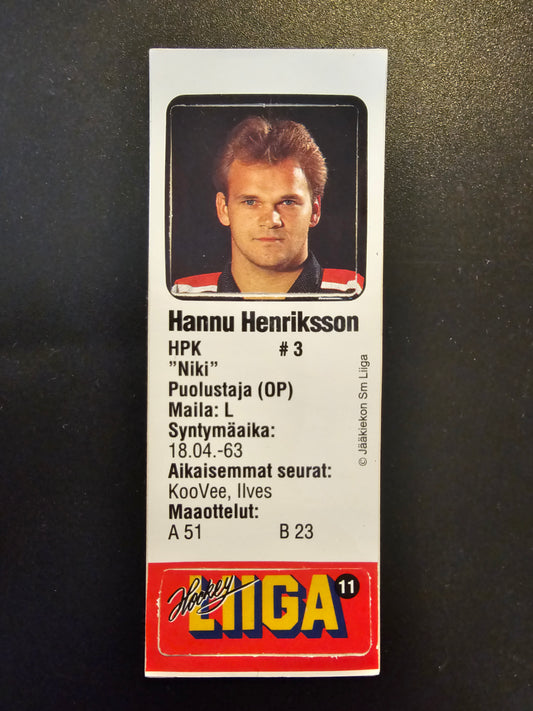 Hannu Henriksson
HPK # 3
"Niki"
Puolustaja (OP)
Maila: L
Syntymäaika:
18.04.-63
Aikaisemmat seurat:
KooVee, Ilves
Maaottelut:
A 51 B 23
© Jääkiekon Sm Liiga
Hockey
LIIGA 11